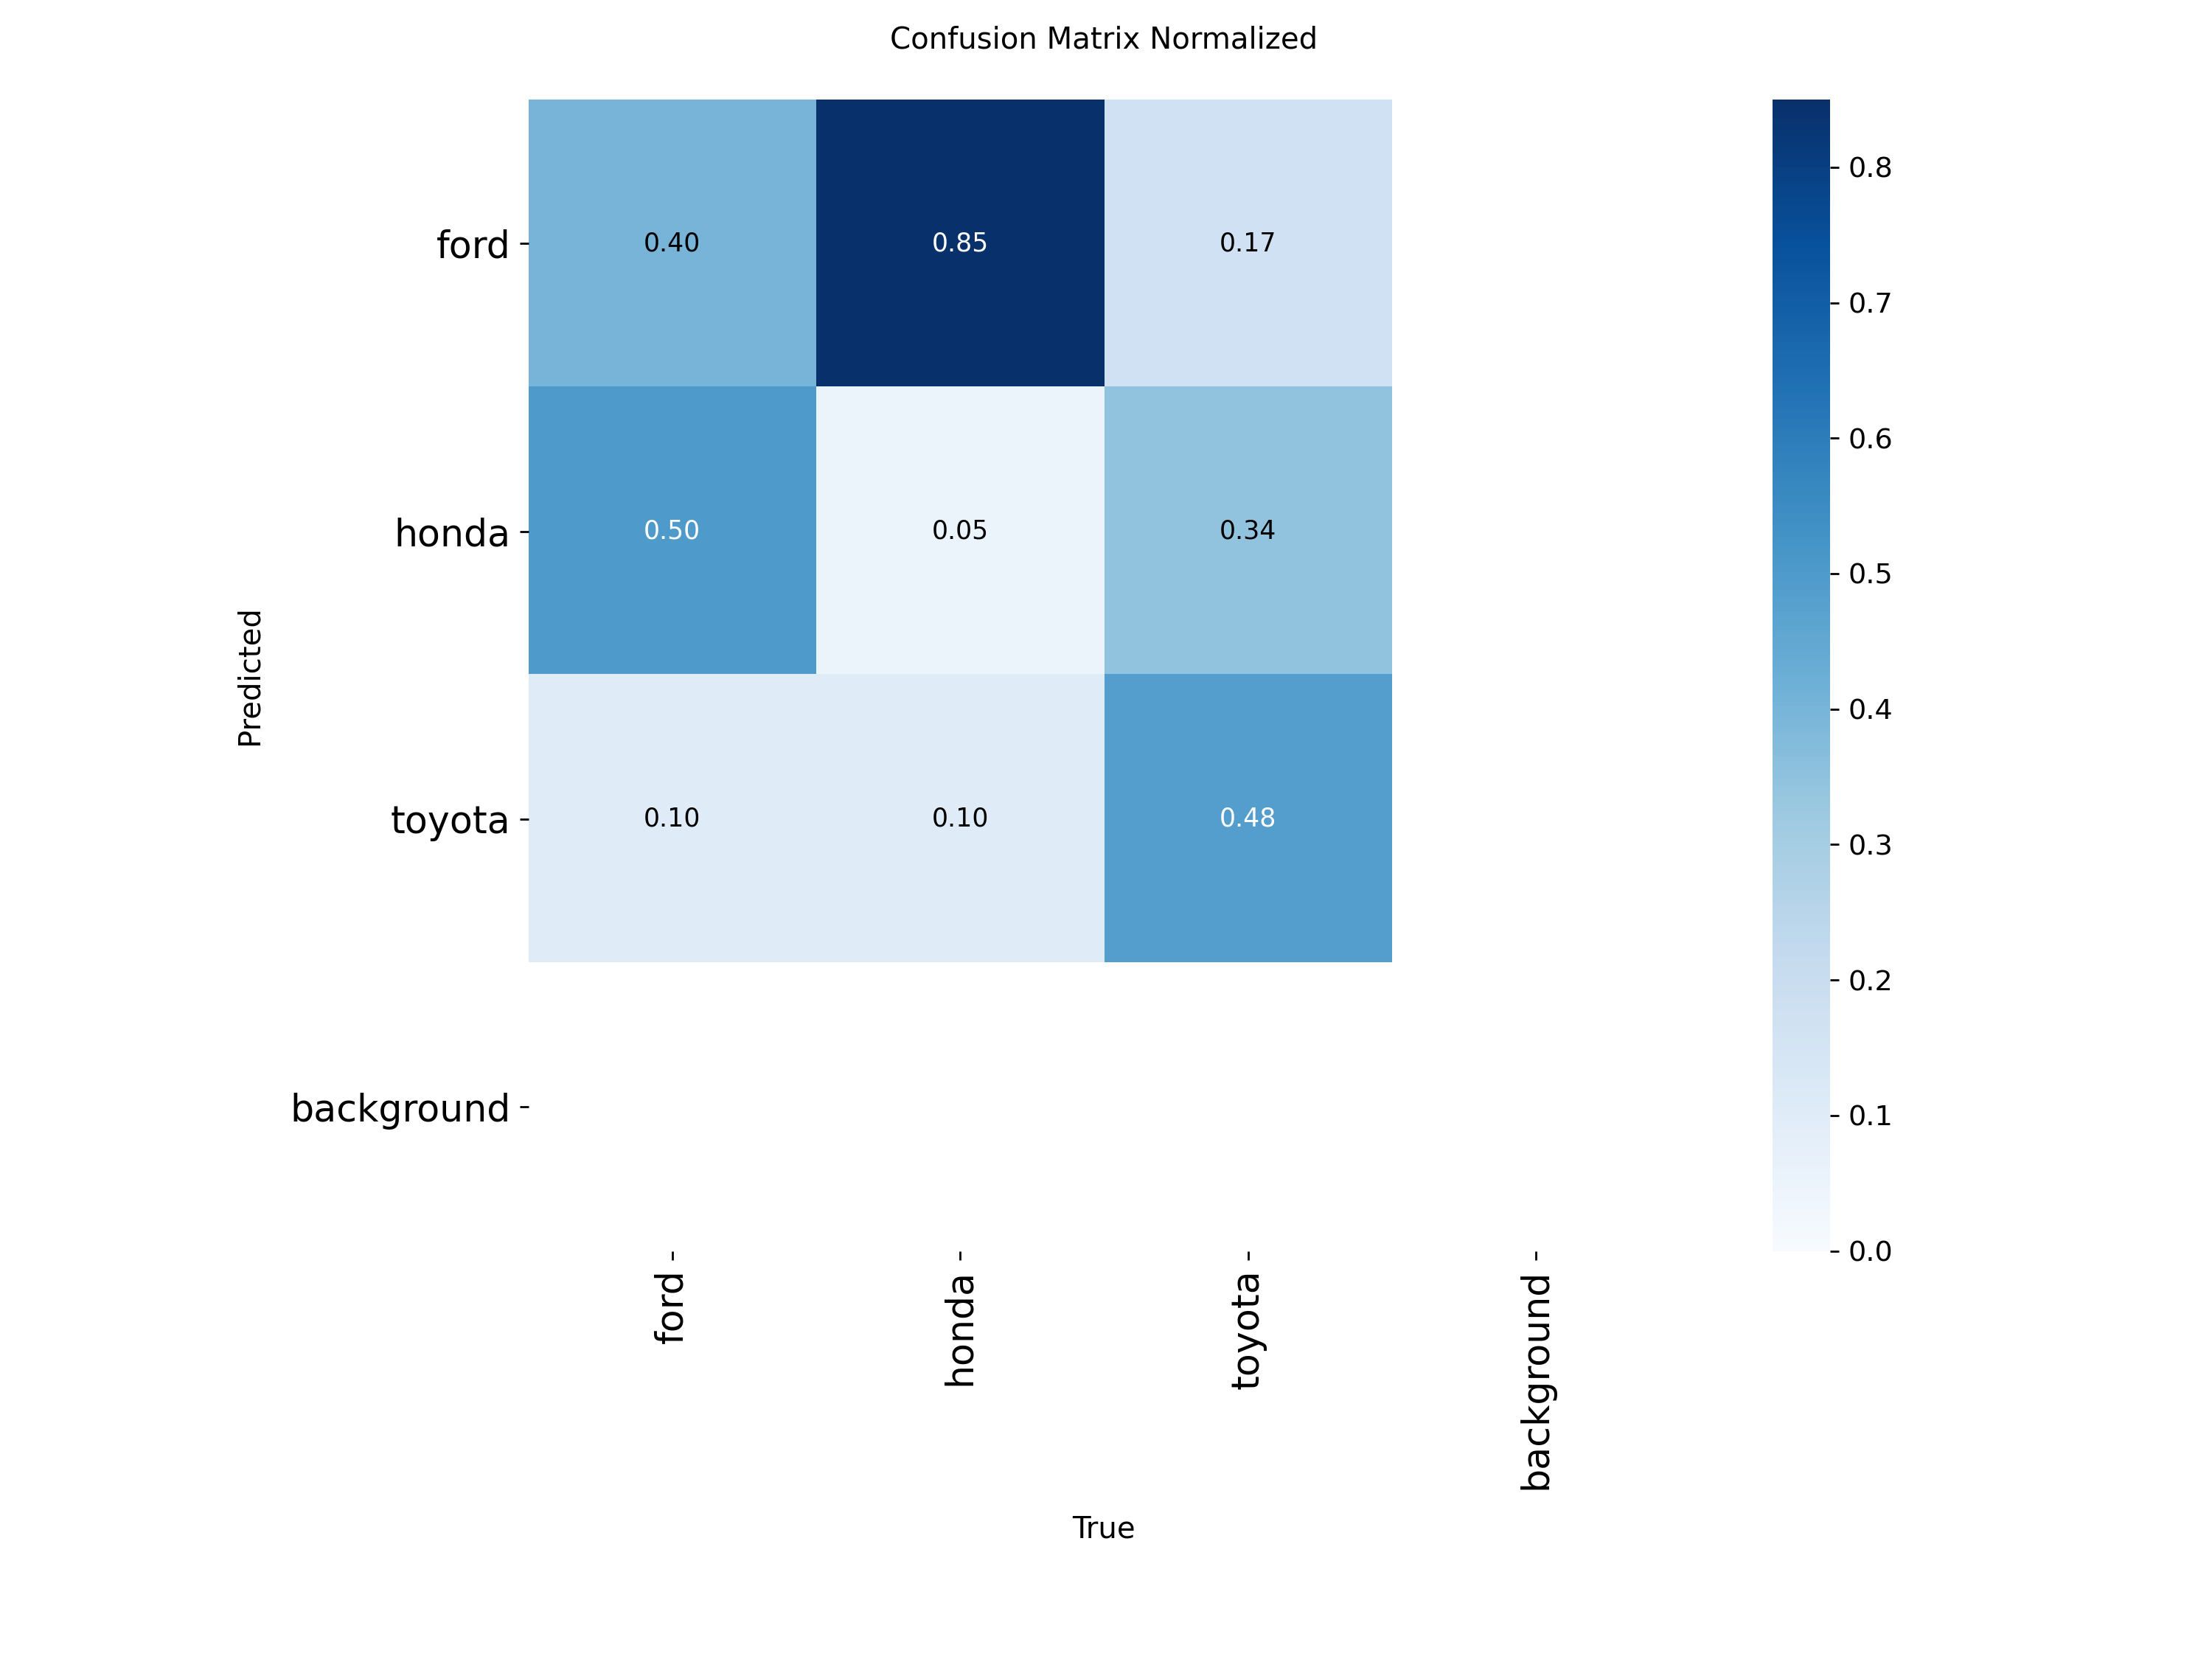 Confusion Matrix Normalized
ford
0.40
0.85
0.17
honda
0.50
0.05
0.34
toyota
0.10
0.10
0.48
background
Predicted
ford
honda
toyota
background
True
0.8
0.7
0.6
0.5
0.4
0.3
0.2
0.1
0.0